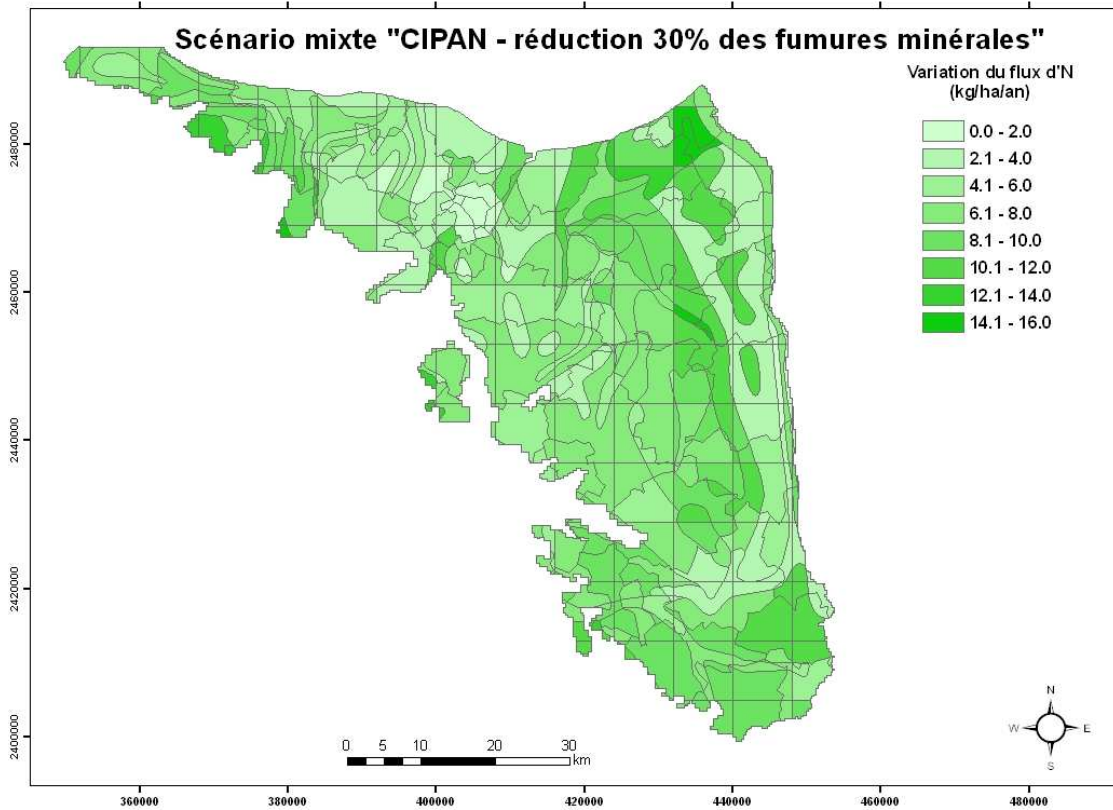 Scénario mixte "CIPAN - réduction 30% des fumures minérales"
Variation du flux d'N
(kg/ha/an)
0.0 - 2.0
2.1 - 4.0
4.1 - 6.0
6.1 - 8.0
8.1 - 10.0
10.1 - 12.0
12.1 - 14.0
14.1 - 16.0
2480000
2460000
2440000
2420000
2400000
0 5 10 20 30
km
N
W E
S
360000 380000 400000 420000 440000 460000 480000